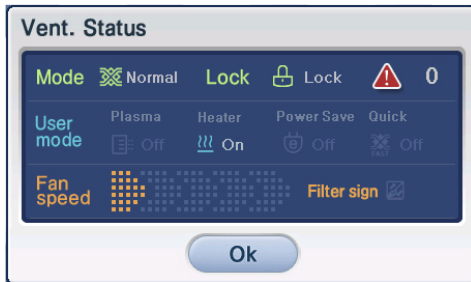 Vent. Status
Mode Normal Lock Lock 0
User mode
Plasma Heater Power Save Quick
Off On Off Off
Fan speed
Filter sign
Ok